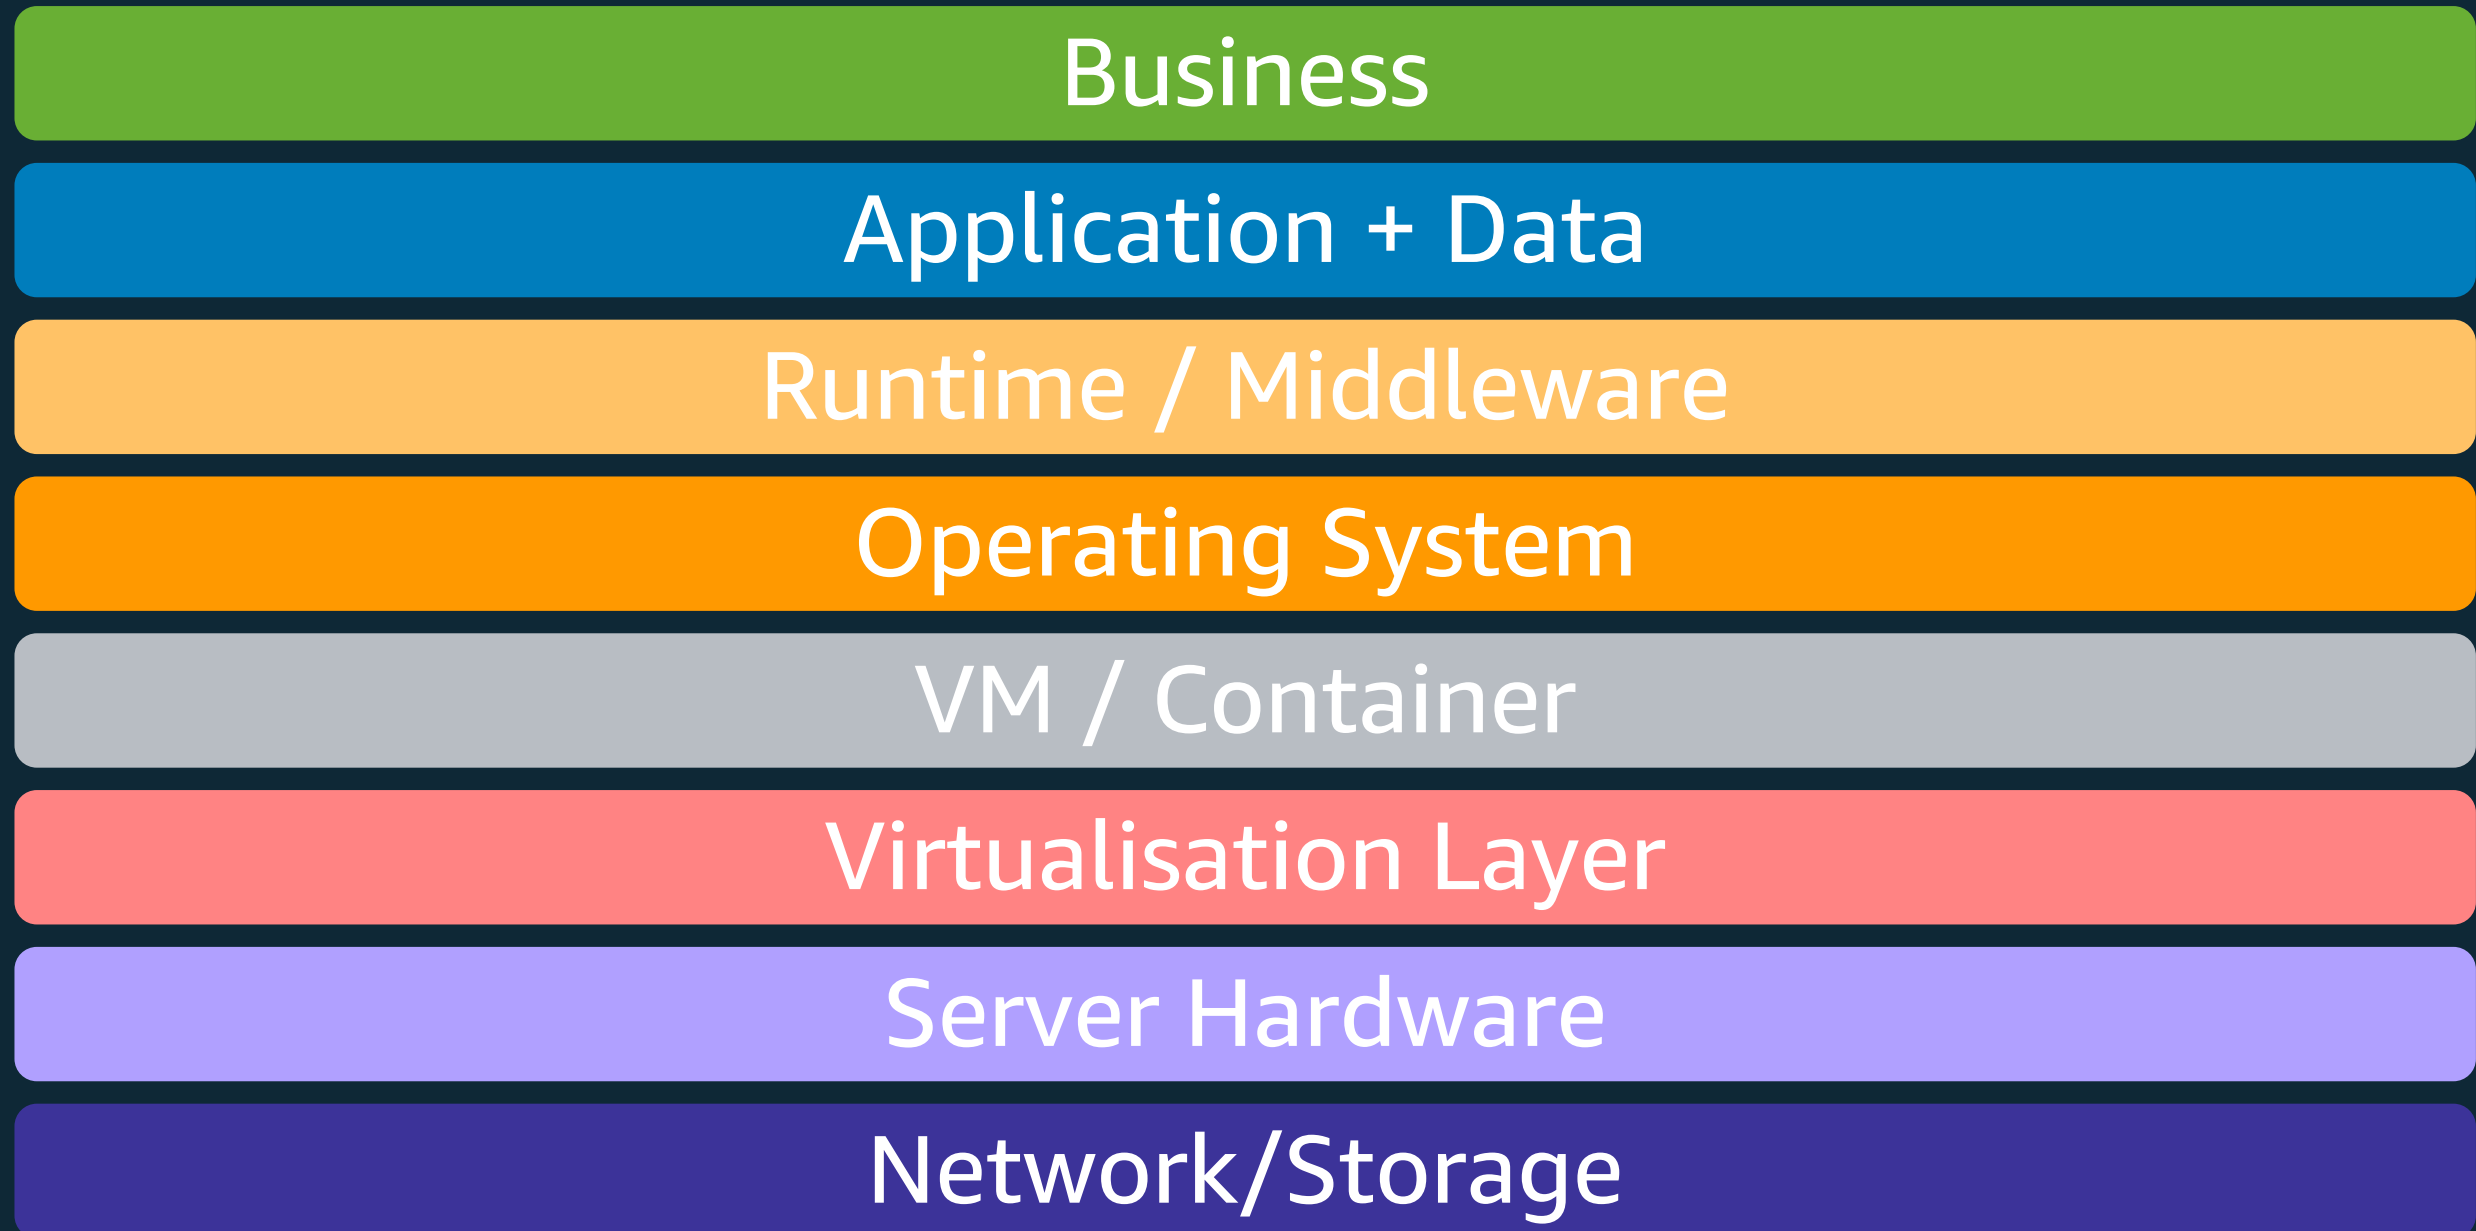 Business
Application + Data
Runtime / Middleware
Operating System
VM / Container
Virtualisation Layer
Server Hardware
Network/Storage